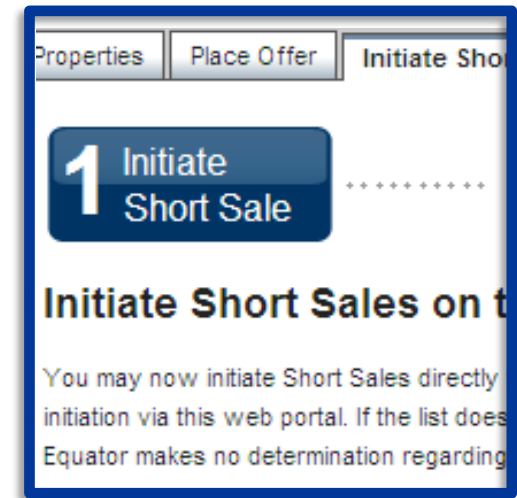 Properties Place Offer Initiate Shor
1 Initiate
Short Sale
Initiate Short Sales on t
You may now initiate Short Sales directly
initiation via this web portal. If the list does
Equator makes no determination regarding